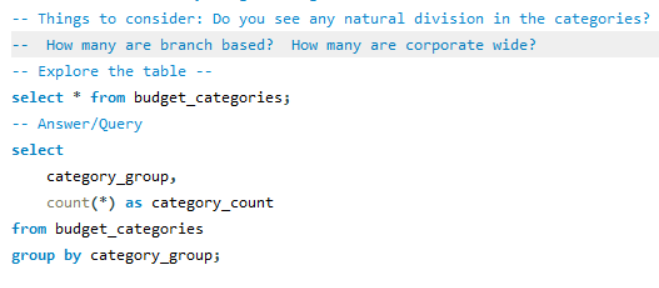 -- Things to consider: Do you see any natural division in the categories?
--  How many are branch based?  How many are corporate wide?
-- Explore the table --
select * from budget_categories;
-- Answer/Query
select
    category_group,
    count(*) as category_count
from budget_categories
group by category_group;